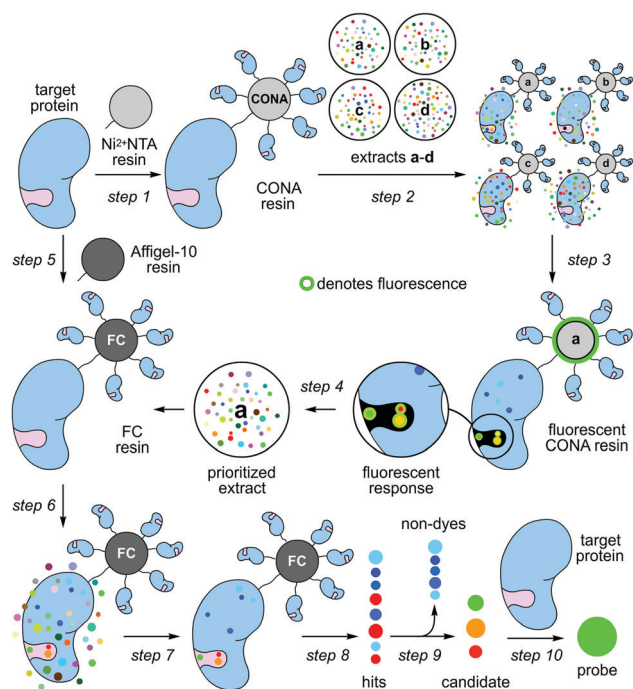 target
protein
Ni²⁺NTA
resin
step 1
CONA
CONA
resin
a
b
c
d
extracts a-d
step 2
a
b
c
d
step 3
step 5
Affigel-10
resin
denotes fluorescence
FC
FC
resin
a
prioritized
extract
step 4
fluorescent
response
a
fluorescent
CONA resin
step 6
FC
step 7
FC
step 8
hits
non-dyes
step 9
candidate
target
protein
step 10
probe